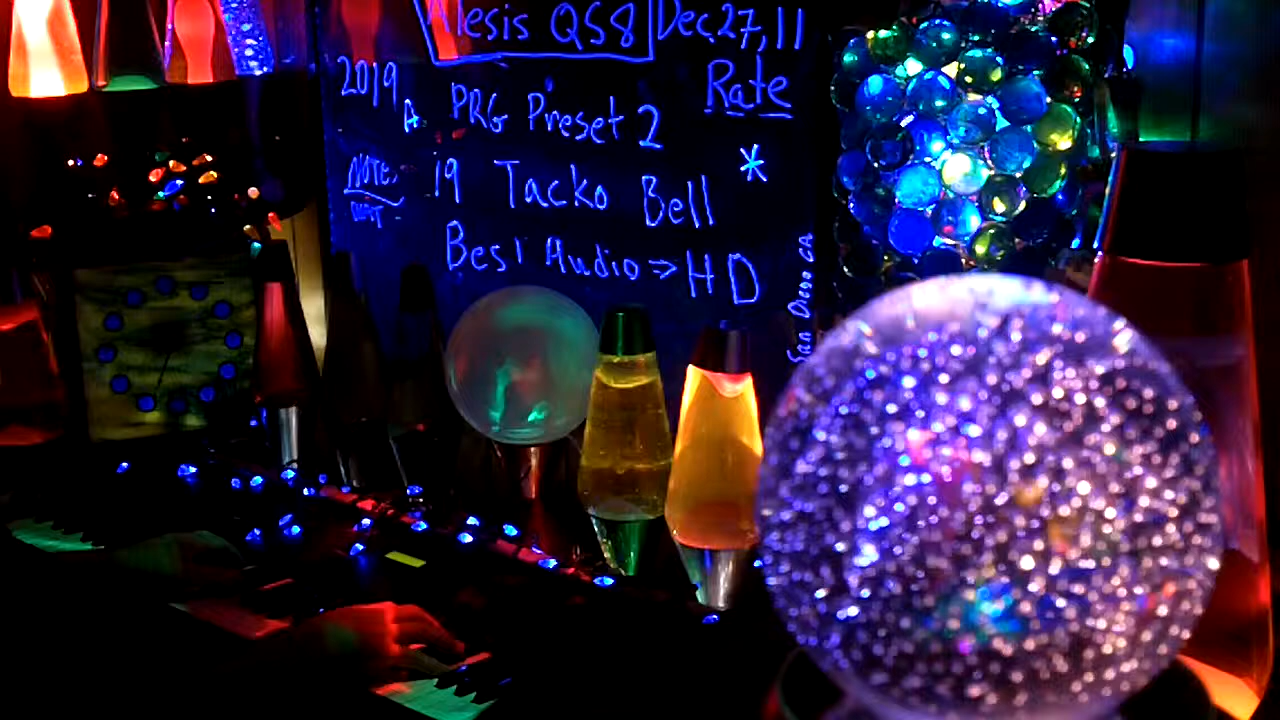 Alesis QS8 Dec.27,11
2019 Rate
A PRG Preset 2
NOTE: 19 Tacko Bell *
Best Audio => HD
San Diego CA